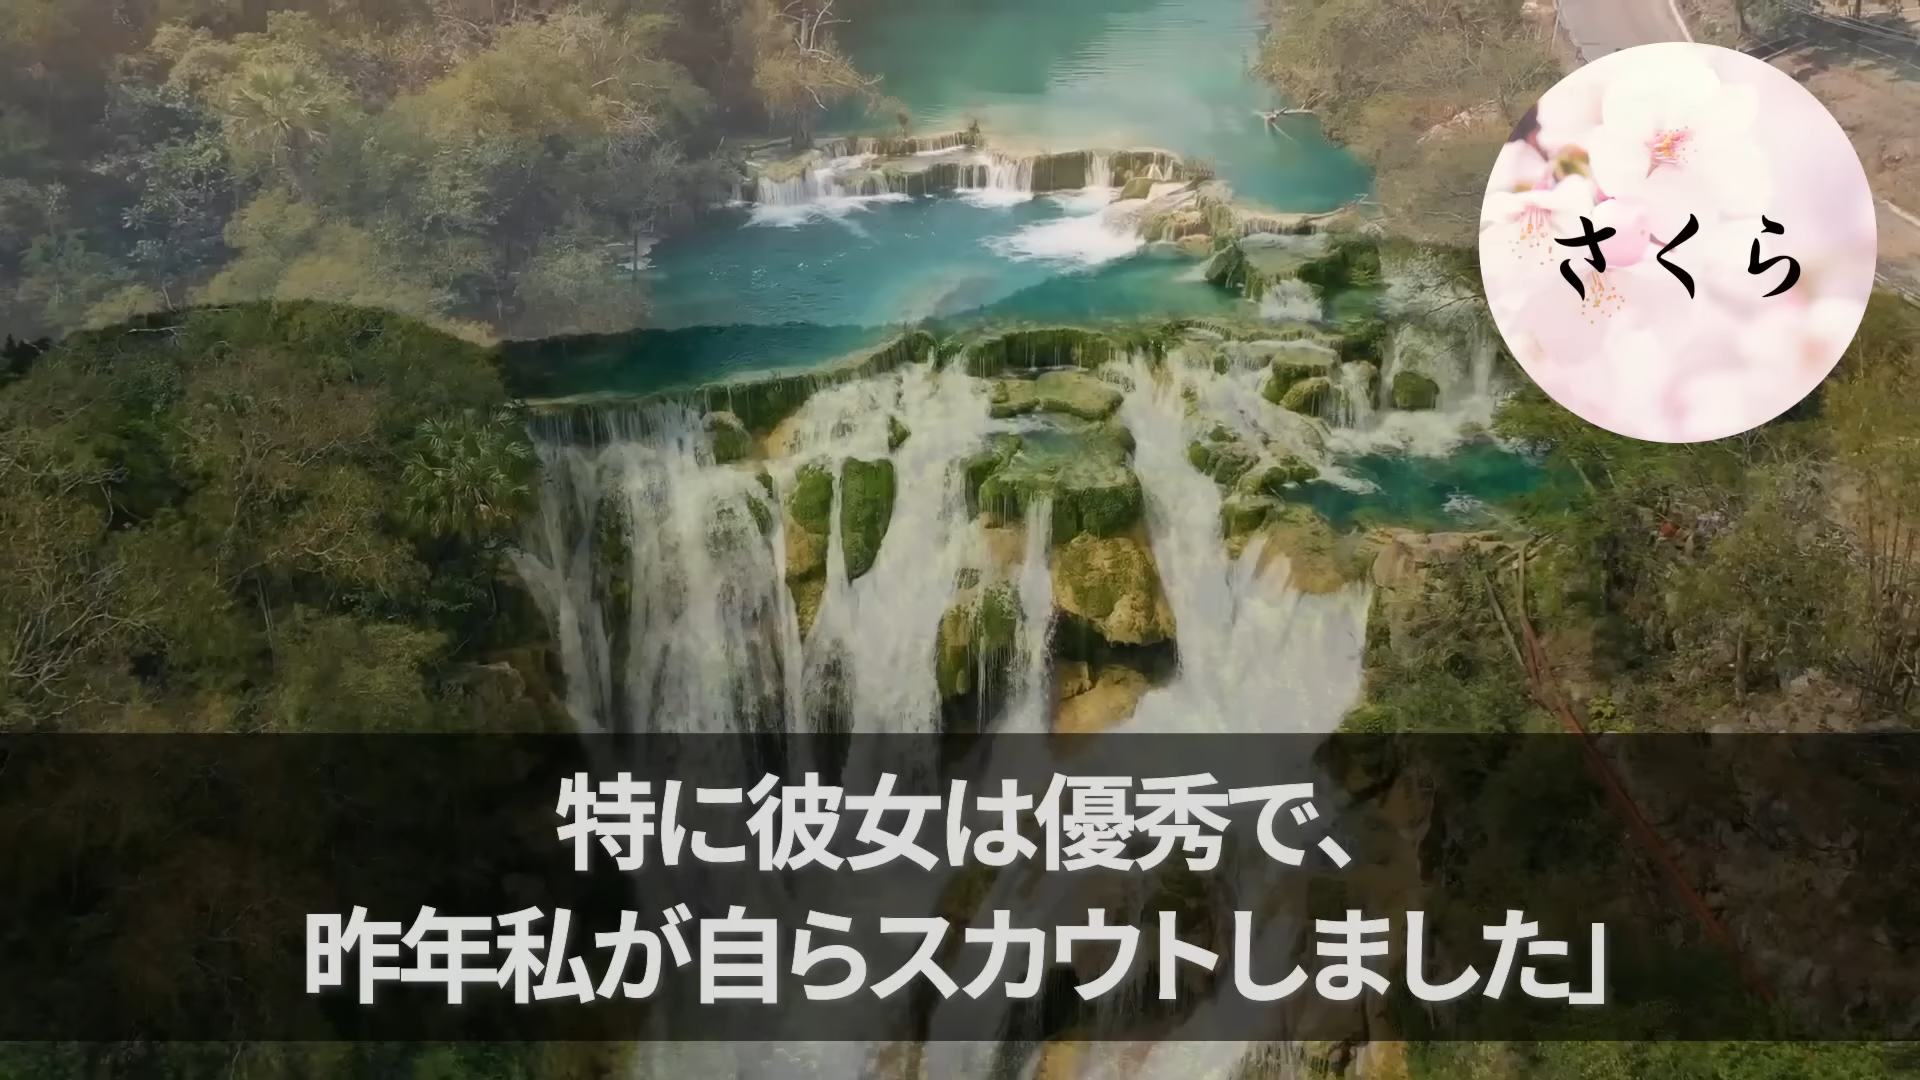 さくら
特に彼女は優秀で、
昨年私が自らスカウトしました」